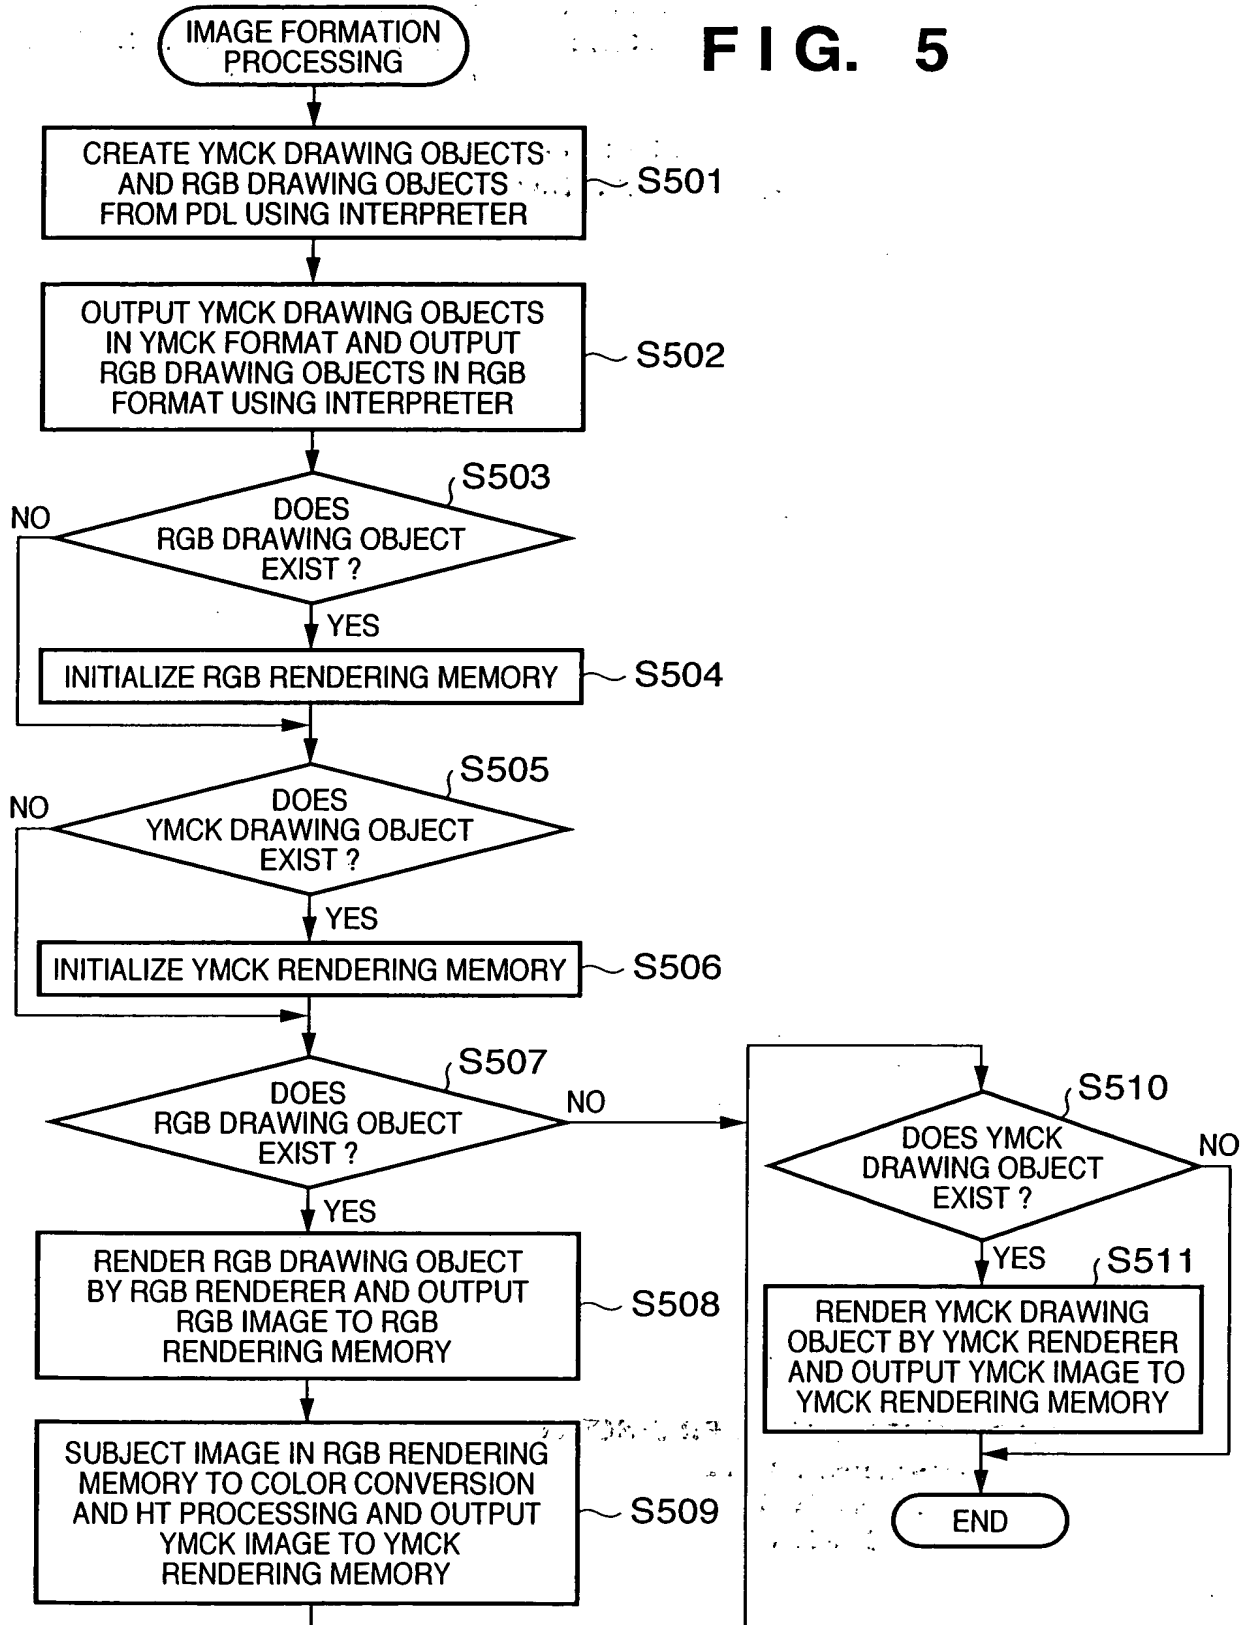 FIG. 5
IMAGE FORMATION
PROCESSING
CREATE YMCK DRAWING OBJECTS
AND RGB DRAWING OBJECTS
FROM PDL USING INTERPRETER
S501
OUTPUT YMCK DRAWING OBJECTS
IN YMCK FORMAT AND OUTPUT
RGB DRAWING OBJECTS IN RGB
FORMAT USING INTERPRETER
S502
S503
DOES
RGB DRAWING OBJECT
EXIST ?
NO
YES
INITIALIZE RGB RENDERING MEMORY
S504
S505
DOES
YMCK DRAWING OBJECT
EXIST ?
NO
YES
INITIALIZE YMCK RENDERING MEMORY
S506
S507
DOES
RGB DRAWING OBJECT
EXIST ?
NO
YES
RENDER RGB DRAWING OBJECT
BY RGB RENDERER AND OUTPUT
RGB IMAGE TO RGB
RENDERING MEMORY
S508
SUBJECT IMAGE IN RGB RENDERING
MEMORY TO COLOR CONVERSION
AND HT PROCESSING AND OUTPUT
YMCK IMAGE TO YMCK
RENDERING MEMORY
S509
S510
DOES YMCK
DRAWING OBJECT
EXIST ?
NO
YES
S511
RENDER YMCK DRAWING
OBJECT BY YMCK RENDERER
AND OUTPUT YMCK IMAGE TO
YMCK RENDERING MEMORY
END